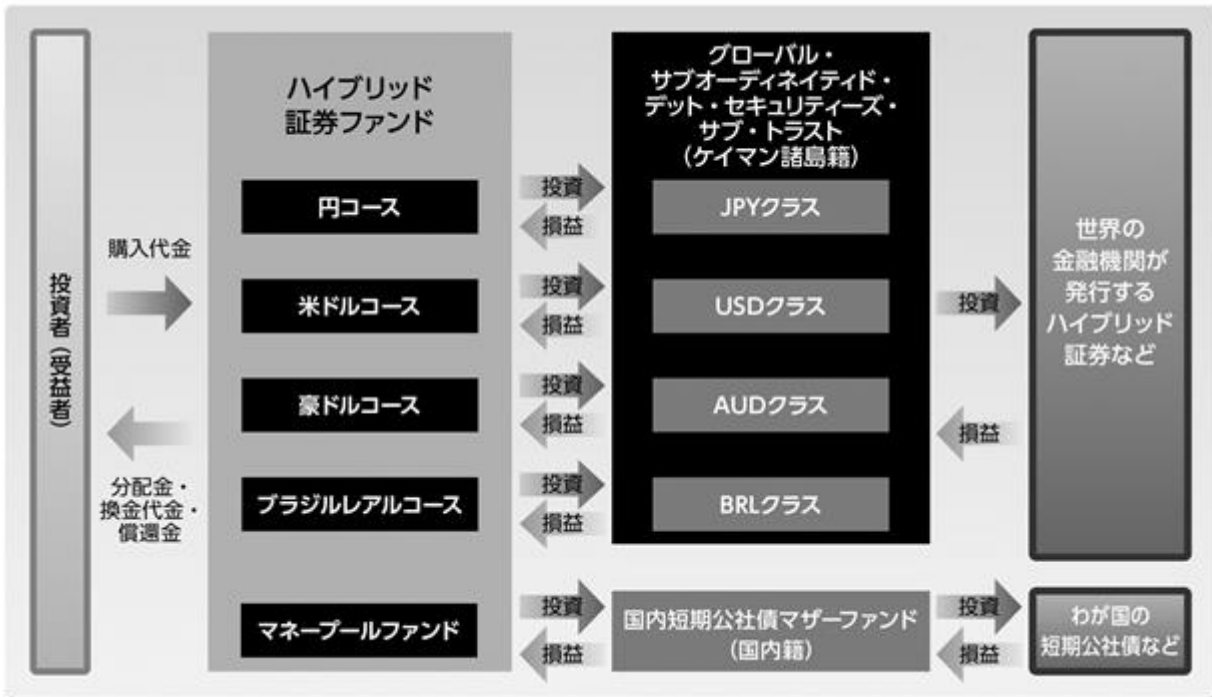 投資者（受益者）
購入代金
分配金・
換金代金・
償還金
ハイブリッド
証券ファンド
円コース
米ドルコース
豪ドルコース
ブラジルレアルコース
マネープールファンド
投資
損益
投資
損益
投資
損益
投資
損益
投資
損益
グローバル・
サブオーディネイティド・
デット・セキュリティーズ・
サブ・トラスト
（ケイマン諸島籍）
JPYクラス
USDクラス
AUDクラス
BRLクラス
国内短期公社債マザーファンド
（国内籍）
投資
損益
投資
損益
世界の
金融機関が
発行する
ハイブリッド
証券など
わが国の
短期公社債など